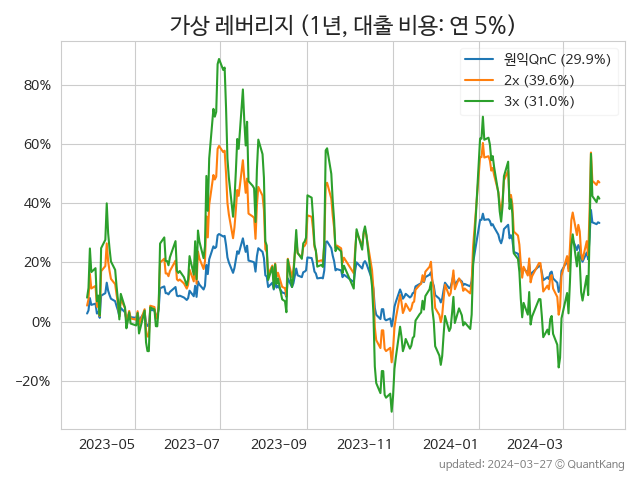 가상 레버리지 (1년, 대출 비용: 연 5%)
원익QnC (29.9%)
2x (39.6%)
3x (31.0%)
80%
60%
40%
20%
0%
−20%
2023-05 2023-07 2023-09 2023-11 2024-01 2024-03
updated: 2024-03-27 © QuantKang